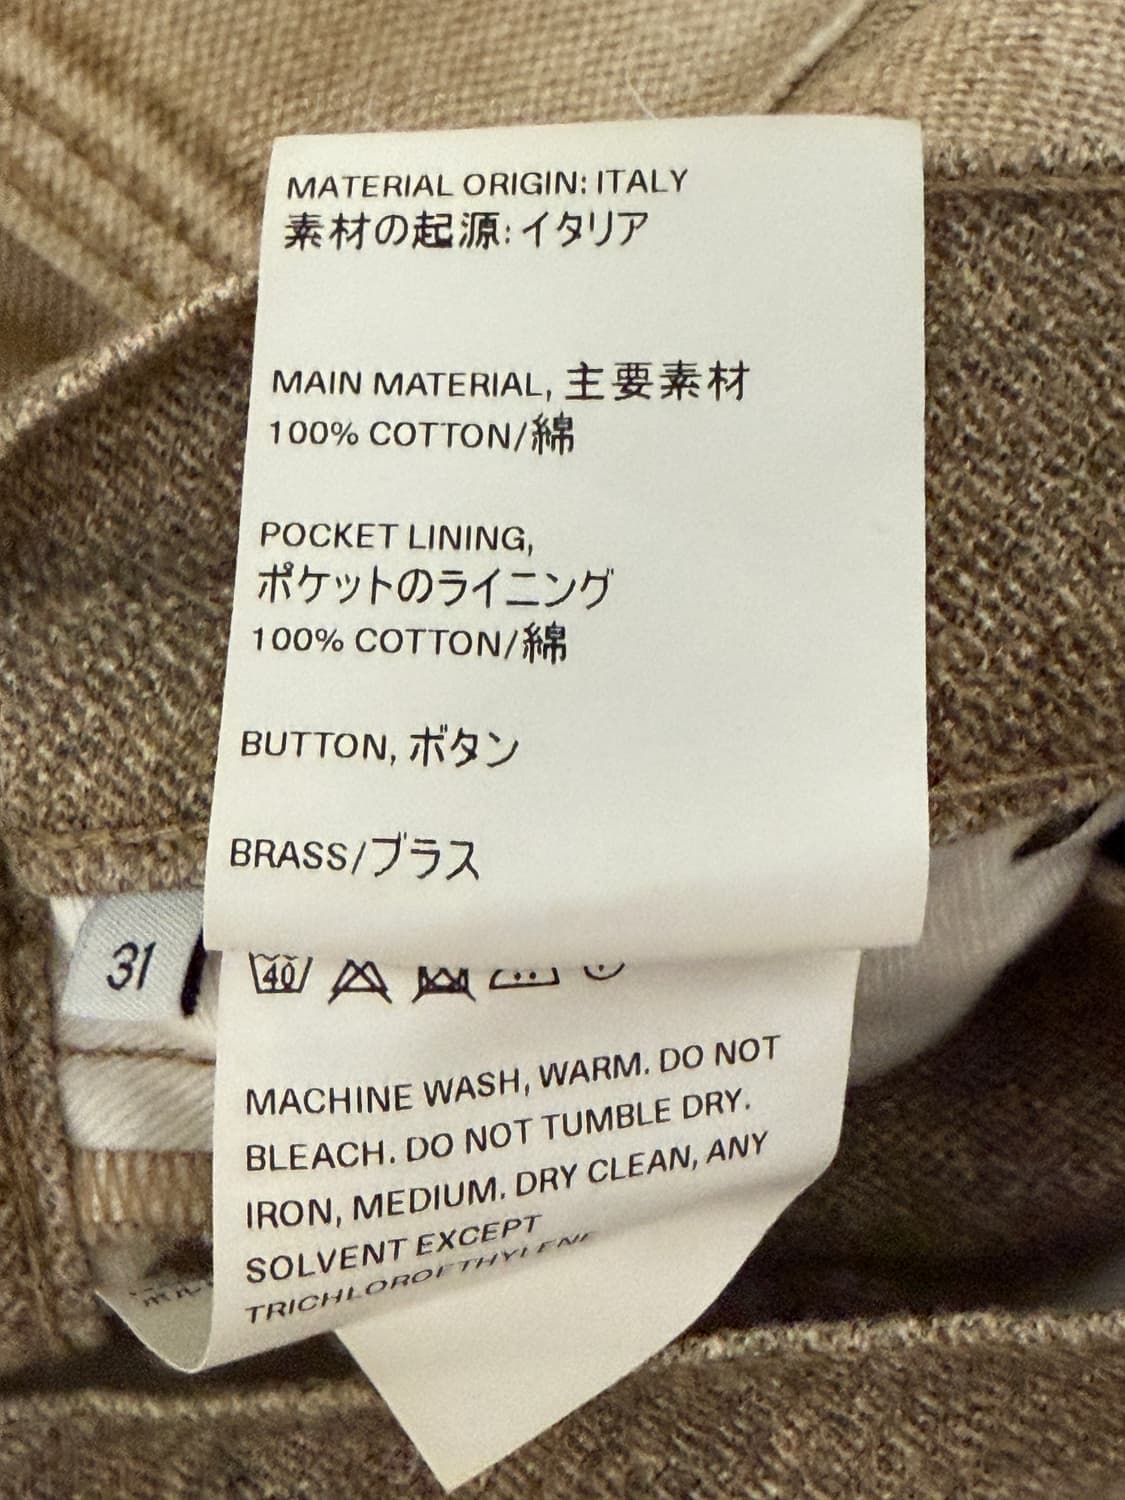 MATERIAL ORIGIN: ITALY
素材の起源: イタリア
MAIN MATERIAL, 主要素材
100% COTTON/綿
POCKET LINING,
ポケットのライニング
100% COTTON/綿
BUTTON, ボタン
BRASS/ブラス
31
40
MACHINE WASH, WARM. DO NOT
BLEACH. DO NOT TUMBLE DRY.
IRON, MEDIUM. DRY CLEAN, ANY
SOLVENT EXCEPT
TRICHLOROETHYLENE